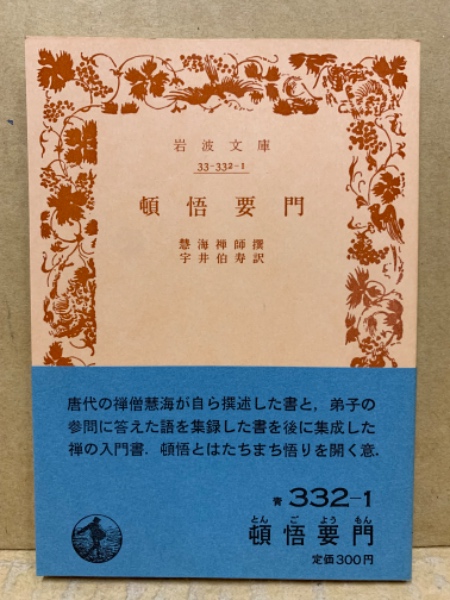 岩波文庫
33-332-1
頓悟要門
慧海禅師撰
宇井伯寿訳
唐代の禅僧慧海が自ら撰述した書と，弟子の
参問に答えた語を集録した書を後に集成した
禅の入門書．頓悟とはたちまち悟りを開く意．
青 332-1
とん ご よう もん
頓悟要門
定価300円